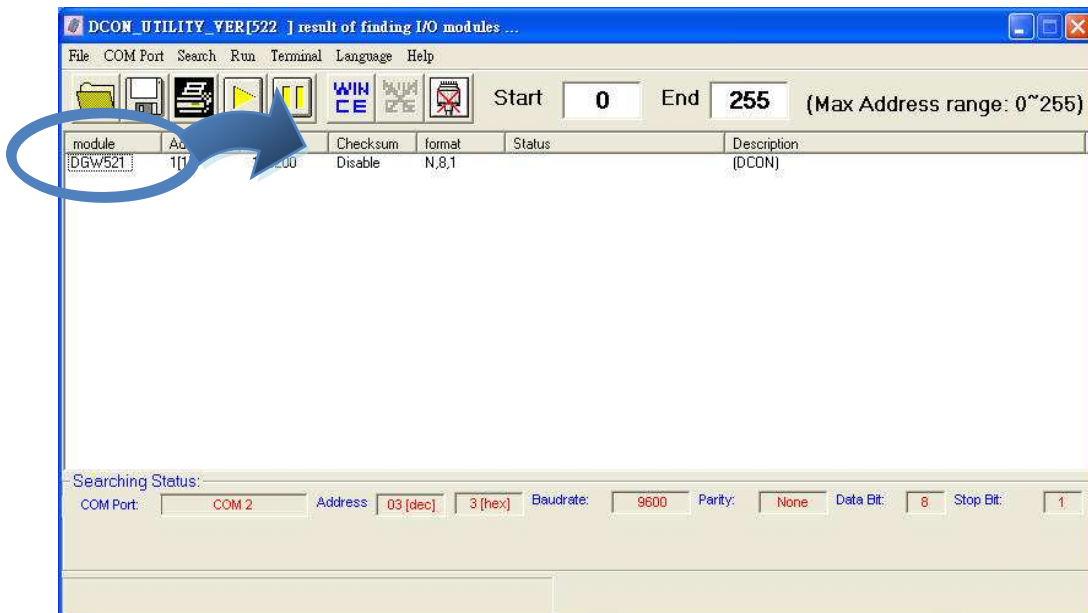 DCON_UTILITY_VER[522 ] result of finding I/O modules ...
File COM Port Search Run Terminal Language Help
WIN CE Start 0 End 255 (Max Address range: 0~255)
module Checksum format Status Description
DGW521 Disable N,8,1 (DCON)
Searching Status:
COM Port: COM 2 Address 03 [dec] 3 [hex] Baudrate: 9600 Parity: None Data Bit: 8 Stop Bit: 1